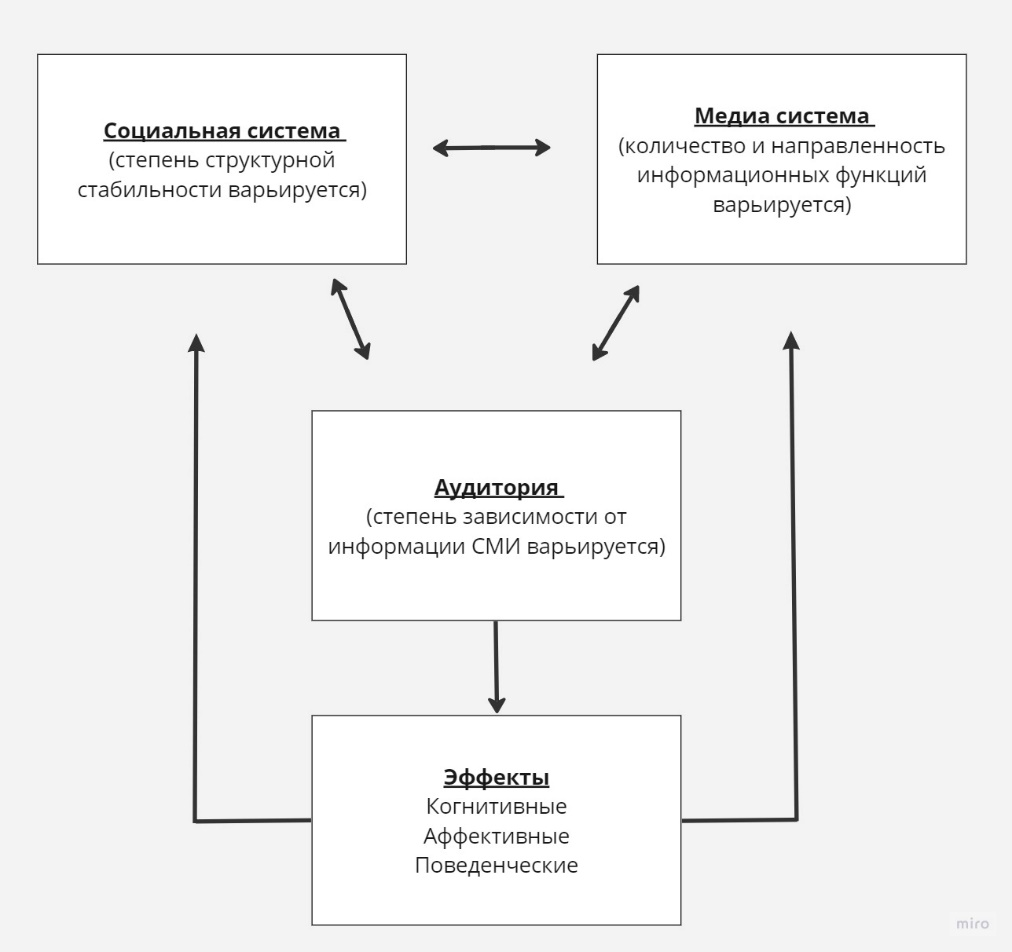 Социальная система
(степень структурной
стабильности варьируется)
Медиа система
(количество и направленность
информационных функций
варьируется)
Аудитория
(степень зависимости от
информации СМИ варьируется)
Эффекты
Когнитивные
Аффективные
Поведенческие
miro